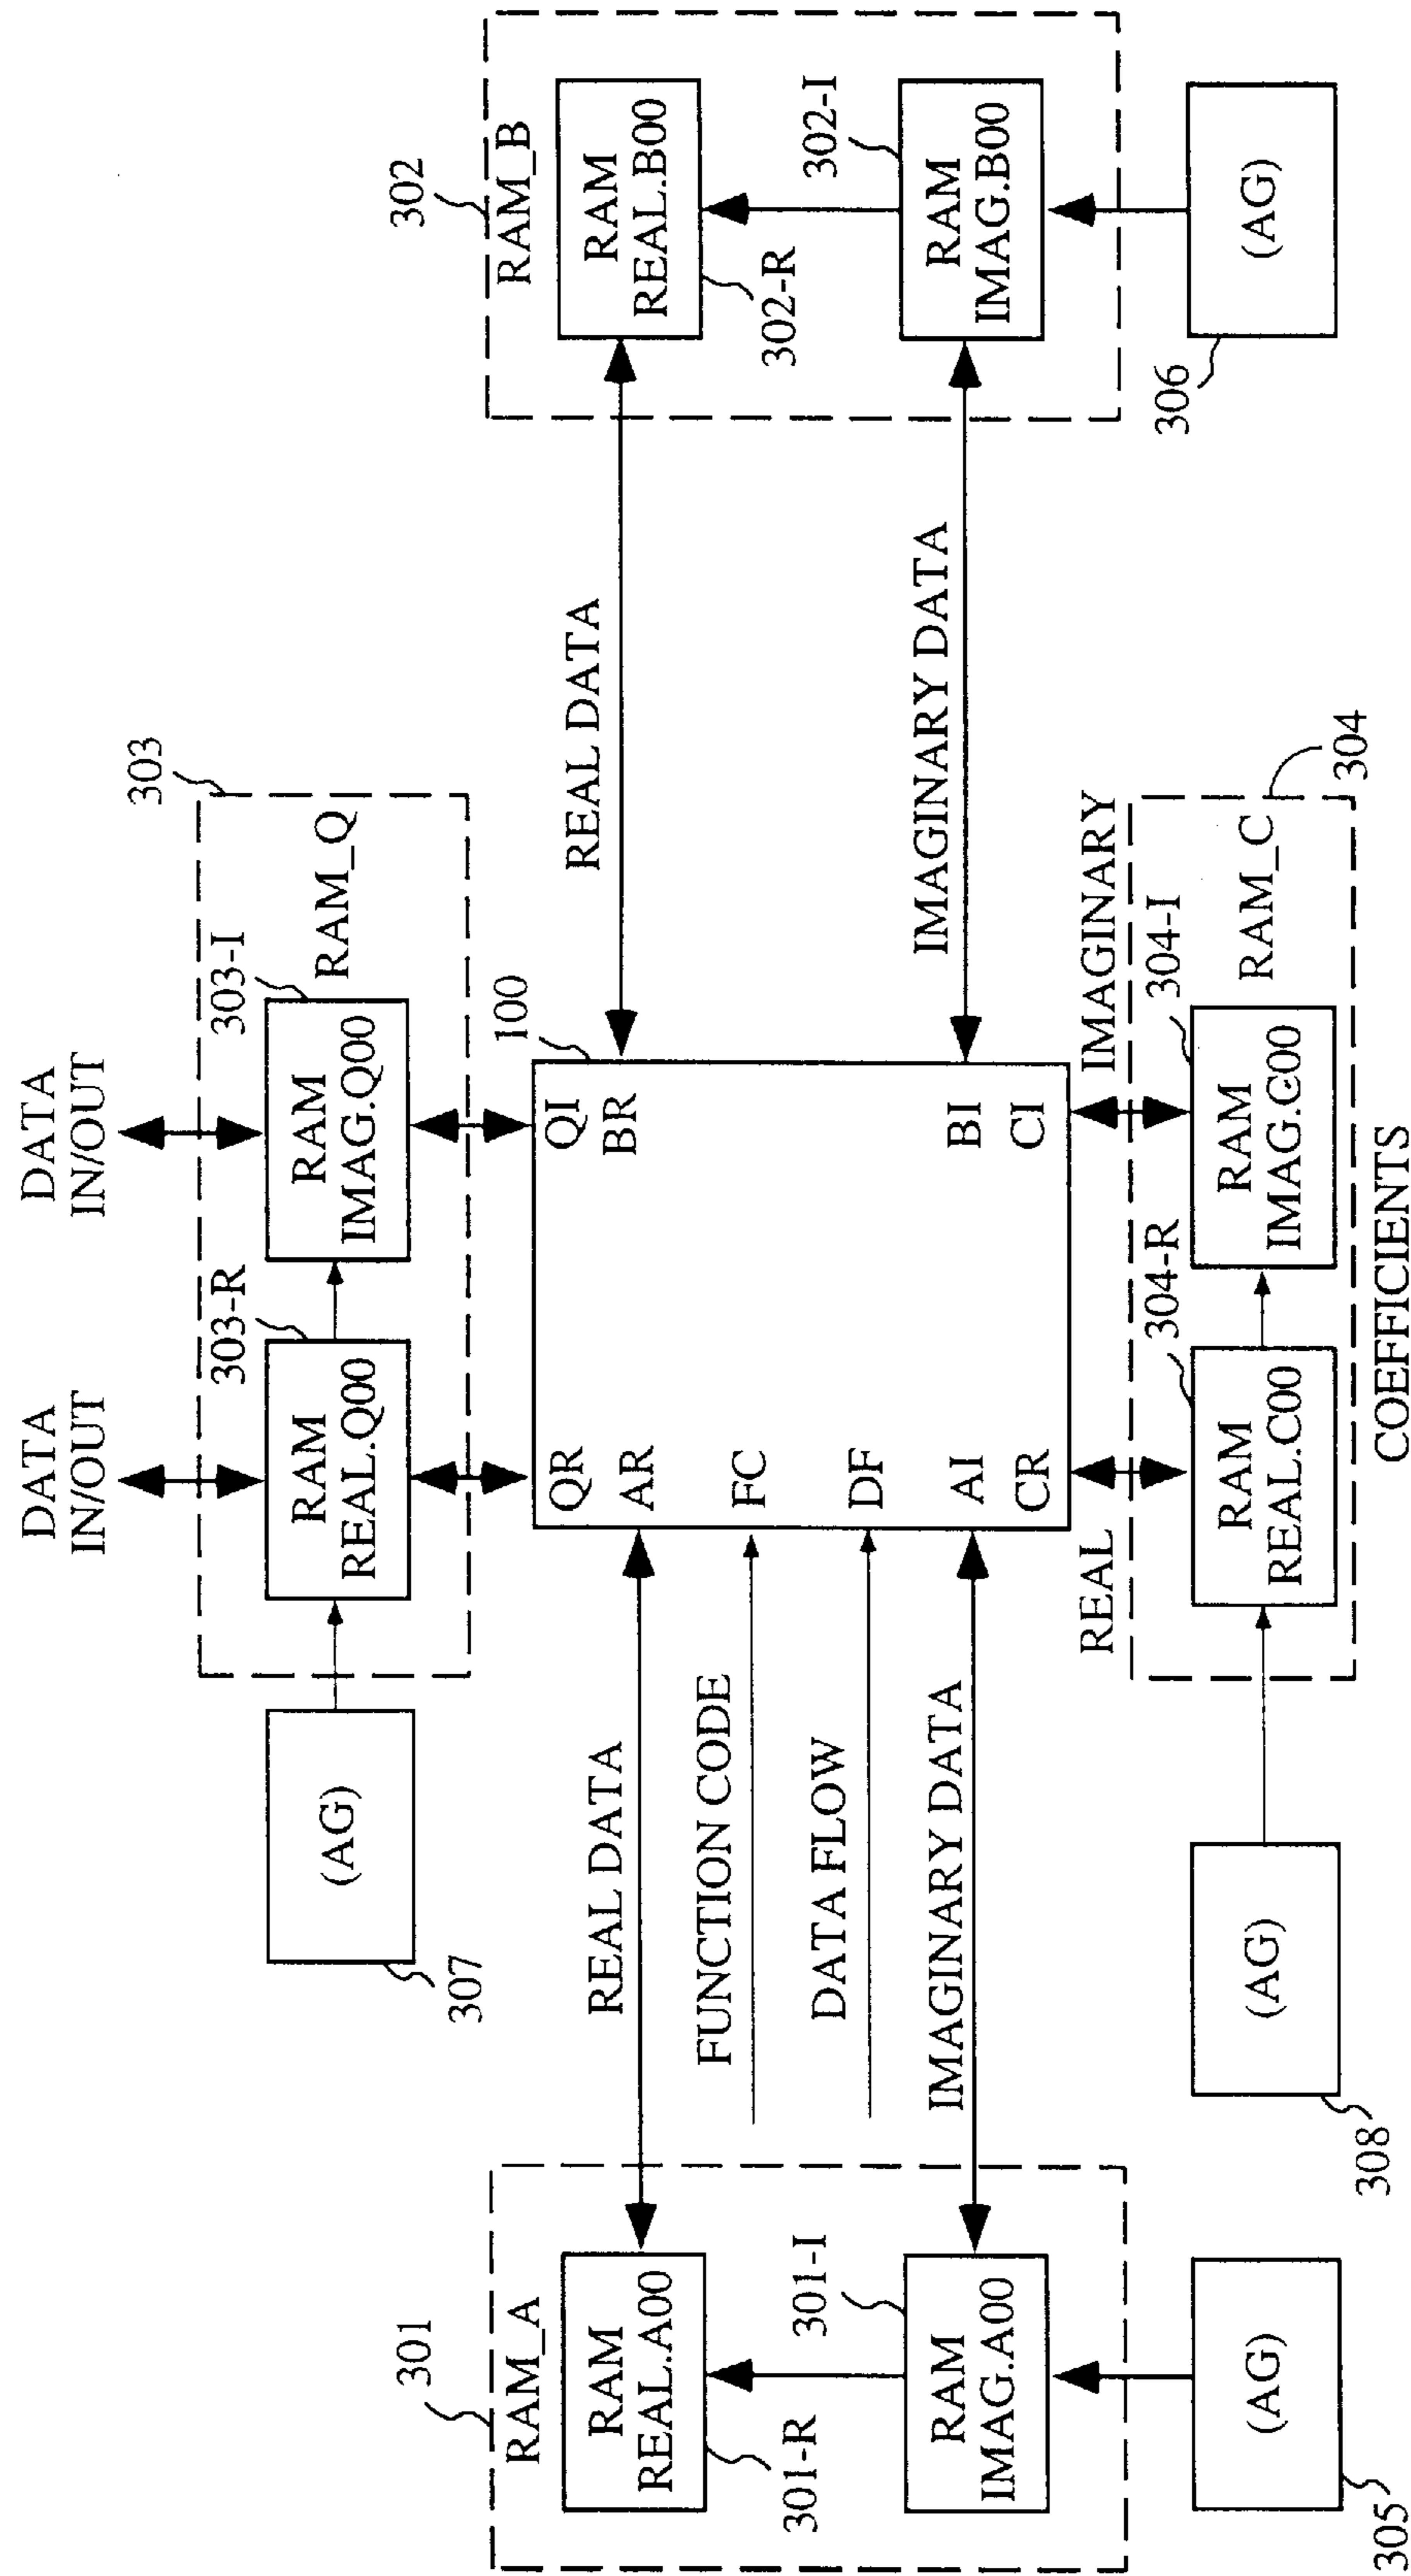 DATA
IN/OUT
DATA
IN/OUT
303
RAM_Q
303-R
303-I
RAM
REAL.Q00
RAM
IMAG.Q00
(AG)
307
301
RAM_A
RAM
REAL.A00
301-R
301-I
RAM
IMAG.A00
(AG)
305
REAL DATA
FUNCTION CODE
DATA FLOW
IMAGINARY DATA
100
QR
QI
AR
BR
FC
DF
AI
BI
CR
CI
REAL DATA
IMAGINARY DATA
302
RAM_B
RAM
REAL.B00
302-R
302-I
RAM
IMAG.B00
(AG)
306
REAL
IMAGINARY
304-R
304-I
RAM
REAL.C00
RAM
IMAG.C00
RAM_C
304
(AG)
308
COEFFICIENTS